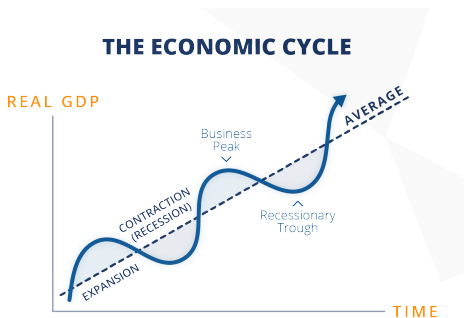 THE ECONOMIC CYCLE
REAL GDP
AVERAGE
Business
Peak
CONTRACTION
(RECESSION)
Recessionary
Trough
EXPANSION
TIME